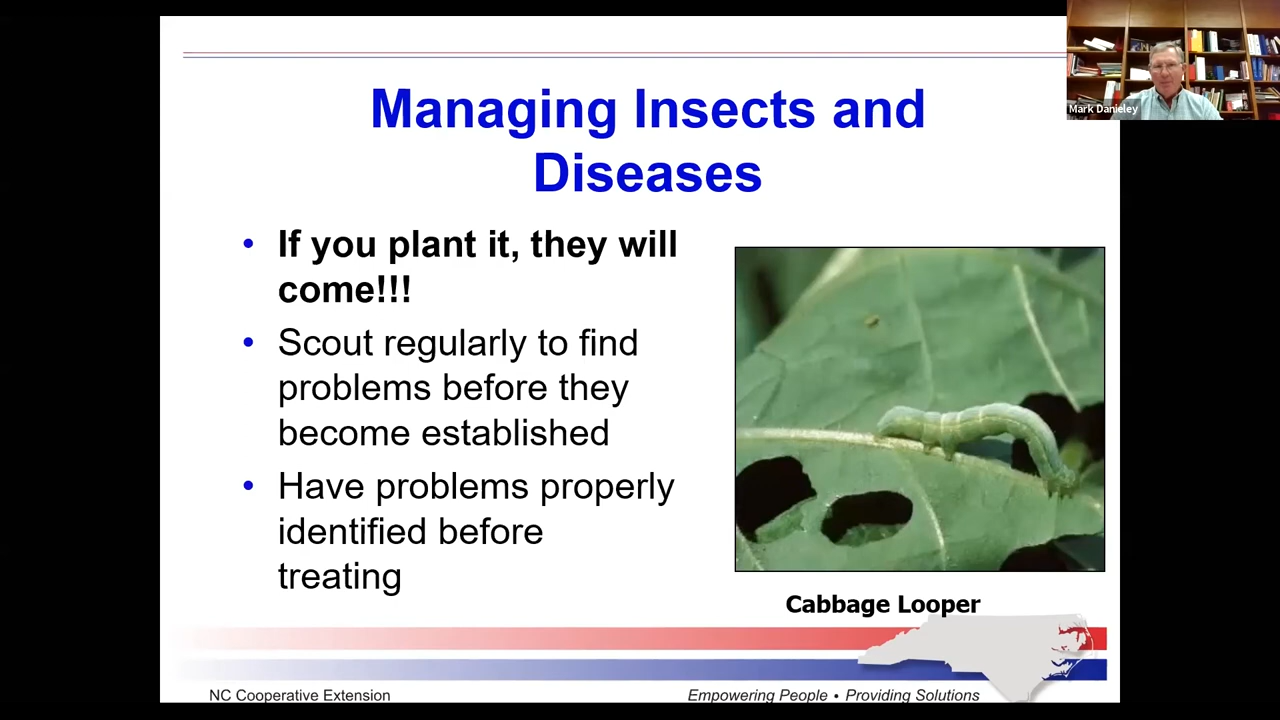 Managing Insects and
Diseases
Mark Danieley
• If you plant it, they will
come!!!
• Scout regularly to find
problems before they
become established
• Have problems properly
identified before
treating
Cabbage Looper
NC Cooperative Extension
Empowering People • Providing Solutions